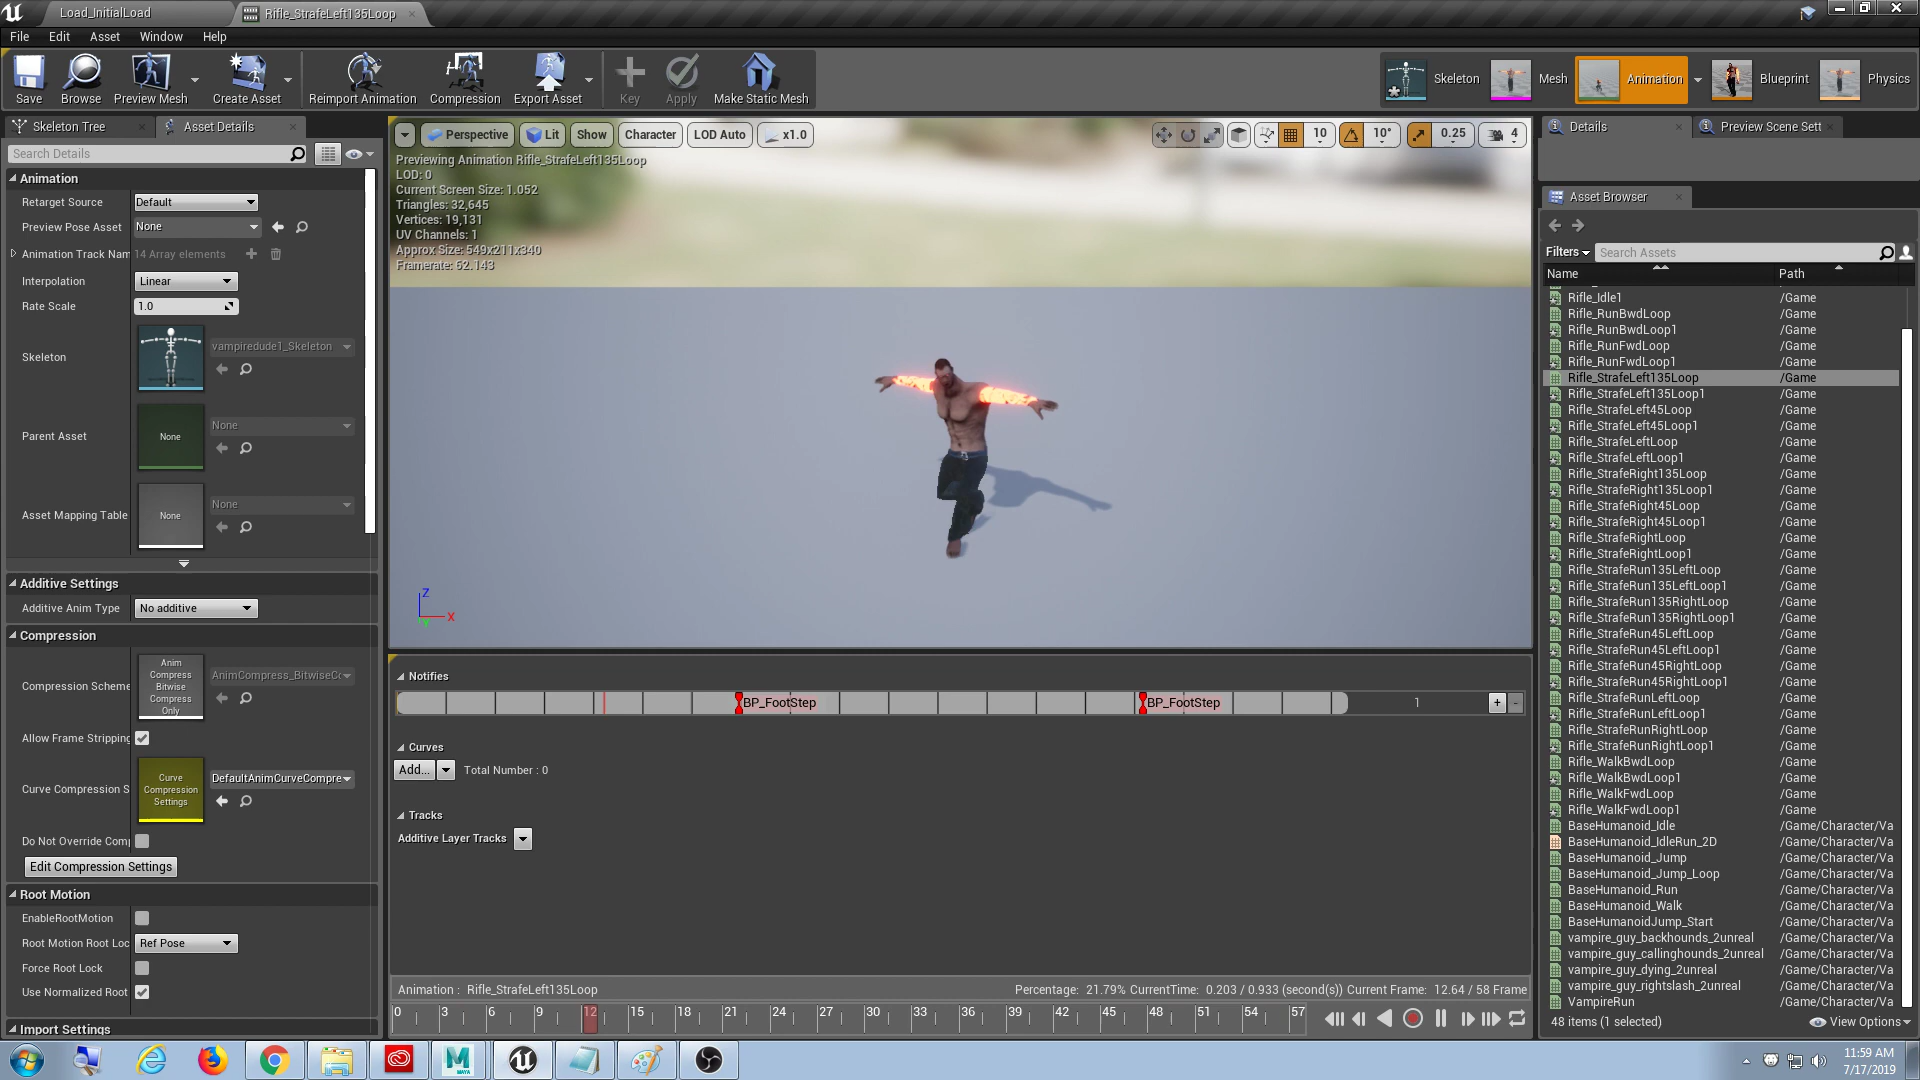 Load_InitialLoad
Rifle_StrafeLeft135Loop
File Edit Asset Window Help
Save
Browse
Preview Mesh
Create Asset
Reimport Animation
Compression
Export Asset
Key
Apply
Make Static Mesh
Skeleton
Mesh
Animation
Blueprint
Physics
Skeleton Tree
Asset Details
Search Details
Animation
Retarget Source Default
Preview Pose Asset None
Animation Track Nam 14 Array elements
Interpolation Linear
Rate Scale 1.0
Skeleton vampiredude1_Skeleton
Parent Asset None None
Asset Mapping Table None None
Additive Settings
Additive Anim Type No additive
Compression
Compression Scheme
Anim
Compress
Bitwise
Compress
Only
AnimCompress_BitwiseCo
Allow Frame Stripping
Curve Compression S
Curve
Compression
Settings
DefaultAnimCurveCompre
Do Not Override Comp
Edit Compression Settings
Root Motion
EnableRootMotion
Root Motion Root Loc Ref Pose
Force Root Lock
Use Normalized Root
Import Settings
Perspective Lit Show Character LOD Auto x1.0
10 10° 0.25 4
Previewing Animation Rifle_StrafeLeft135Loop
LOD: 0
Current Screen Size: 1.052
Triangles: 32,645
Vertices: 19,131
UV Channels: 1
Approx Size: 549x211x340
Framerate: 62.143
Z
X
Y
Notifies
BP_FootStep BP_FootStep 1 + -
Curves
Add... Total Number : 0
Tracks
Additive Layer Tracks
Animation : Rifle_StrafeLeft135Loop Percentage: 21.79% CurrentTime: 0.203 / 0.933 (second(s)) Current Frame: 12.64 / 58 Frame
0 3 6 9 12 15 18 21 24 27 30 33 36 39 42 45 48 51 54 57
Details
Preview Scene Sett
Asset Browser
Filters Search Assets
Name Path
Rifle_Idle1 /Game
Rifle_RunBwdLoop /Game
Rifle_RunBwdLoop1 /Game
Rifle_RunFwdLoop /Game
Rifle_RunFwdLoop1 /Game
Rifle_StrafeLeft135Loop /Game
Rifle_StrafeLeft135Loop1 /Game
Rifle_StrafeLeft45Loop /Game
Rifle_StrafeLeft45Loop1 /Game
Rifle_StrafeLeftLoop /Game
Rifle_StrafeLeftLoop1 /Game
Rifle_StrafeRight135Loop /Game
Rifle_StrafeRight135Loop1 /Game
Rifle_StrafeRight45Loop /Game
Rifle_StrafeRight45Loop1 /Game
Rifle_StrafeRightLoop /Game
Rifle_StrafeRightLoop1 /Game
Rifle_StrafeRun135LeftLoop /Game
Rifle_StrafeRun135LeftLoop1 /Game
Rifle_StrafeRun135RightLoop /Game
Rifle_StrafeRun135RightLoop1 /Game
Rifle_StrafeRun45LeftLoop /Game
Rifle_StrafeRun45LeftLoop1 /Game
Rifle_StrafeRun45RightLoop /Game
Rifle_StrafeRun45RightLoop1 /Game
Rifle_StrafeRunLeftLoop /Game
Rifle_StrafeRunLeftLoop1 /Game
Rifle_StrafeRunRightLoop /Game
Rifle_StrafeRunRightLoop1 /Game
Rifle_WalkBwdLoop /Game
Rifle_WalkBwdLoop1 /Game
Rifle_WalkFwdLoop /Game
Rifle_WalkFwdLoop1 /Game
BaseHumanoid_Idle /Game/Character/Va
BaseHumanoid_IdleRun_2D /Game/Character/Va
BaseHumanoid_Jump /Game/Character/Va
BaseHumanoid_Jump_Loop /Game/Character/Va
BaseHumanoid_Run /Game/Character/Va
BaseHumanoid_Walk /Game/Character/Va
BaseHumanoidJump_Start /Game/Character/Va
vampire_guy_backhounds_2unreal /Game/Character/Va
vampire_guy_callinghounds_2unreal /Game/Character/Va
vampire_guy_dying_2unreal /Game/Character/Va
vampire_guy_rightslash_2unreal /Game/Character/Va
VampireRun /Game/Character/Va
48 items (1 selected) View Options
MAYA
11:59 AM
7/17/2019